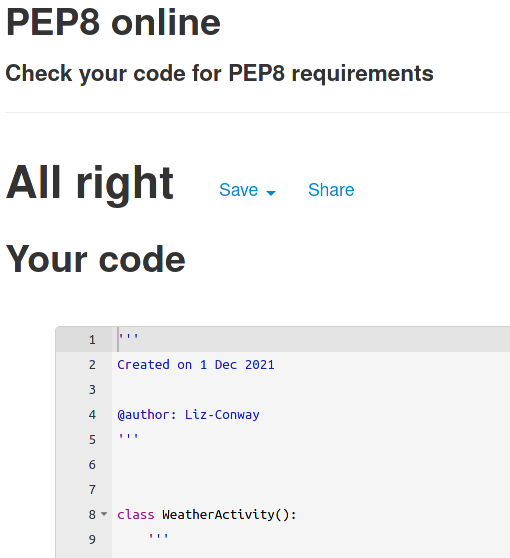 PEP8 online
Check your code for PEP8 requirements
All right Save Share
Your code
1 '''
2 Created on 1 Dec 2021
3
4 @author: Liz-Conway
5 '''
6
7
8 class WeatherActivity():
9 '''